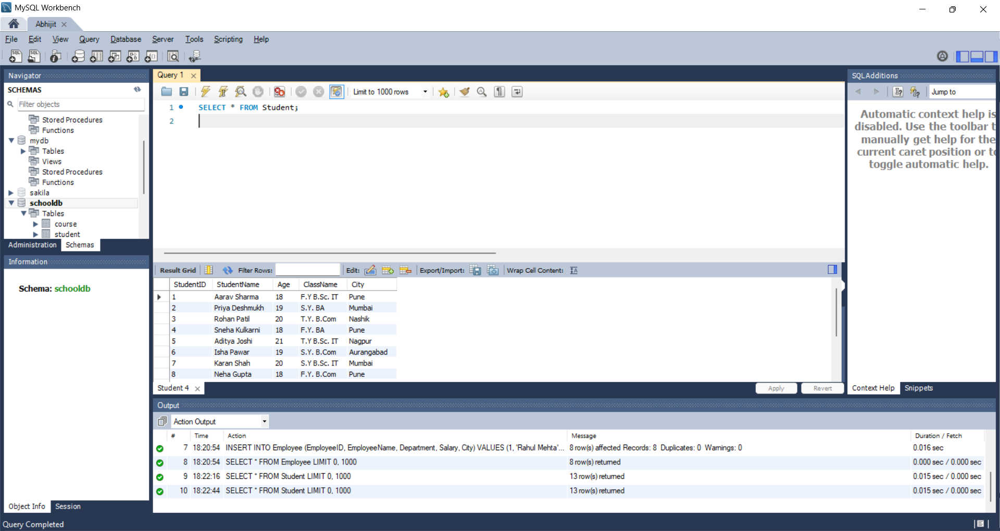 MySQL Workbench
Abhijit
File Edit View Query Database Server Tools Scripting Help
Navigator
SCHEMAS
Filter objects
Stored Procedures
Functions
mydb
Tables
Views
Stored Procedures
Functions
sakila
schooldb
Tables
course
student
Administration Schemas
Information
Schema: schooldb
Object Info Session
Query 1
Limit to 1000 rows
1 SELECT * FROM Student;
2
Result Grid Filter Rows: Edit: Export/Import: Wrap Cell Content:
StudentID StudentName Age ClassName City
1 Aarav Sharma 18 F.Y B.Sc. IT Pune
2 Priya Deshmukh 19 S.Y. BA Mumbai
3 Rohan Patil 20 T.Y. B.Com Nashik
4 Sneha Kulkarni 18 F.Y. BA Pune
5 Aditya Joshi 21 T.Y B.Sc. IT Nagpur
6 Isha Pawar 19 S.Y. B.Com Aurangabad
7 Karan Shah 20 S.Y B.Sc. IT Mumbai
8 Neha Gupta 18 F.Y. B.Com Pune
Student 4
Apply Revert
SQLAdditions
Jump to
Automatic context help is
disabled. Use the toolbar t
manually get help for the
current caret position or to
toggle automatic help.
Context Help Snippets
Output
Action Output
# Time Action Message Duration / Fetch
7 18:20:54 INSERT INTO Employee (EmployeeID, EmployeeName, Department, Salary, City) VALUES (1, 'Rahul Mehta'... 8 row(s) affected Records: 8 Duplicates: 0 Warnings: 0 0.016 sec
8 18:20:54 SELECT * FROM Employee LIMIT 0, 1000 8 row(s) returned 0.000 sec / 0.000 sec
9 18:22:16 SELECT * FROM Student LIMIT 0, 1000 13 row(s) returned 0.015 sec / 0.000 sec
10 18:22:44 SELECT * FROM Student LIMIT 0, 1000 13 row(s) returned 0.015 sec / 0.000 sec
Query Completed